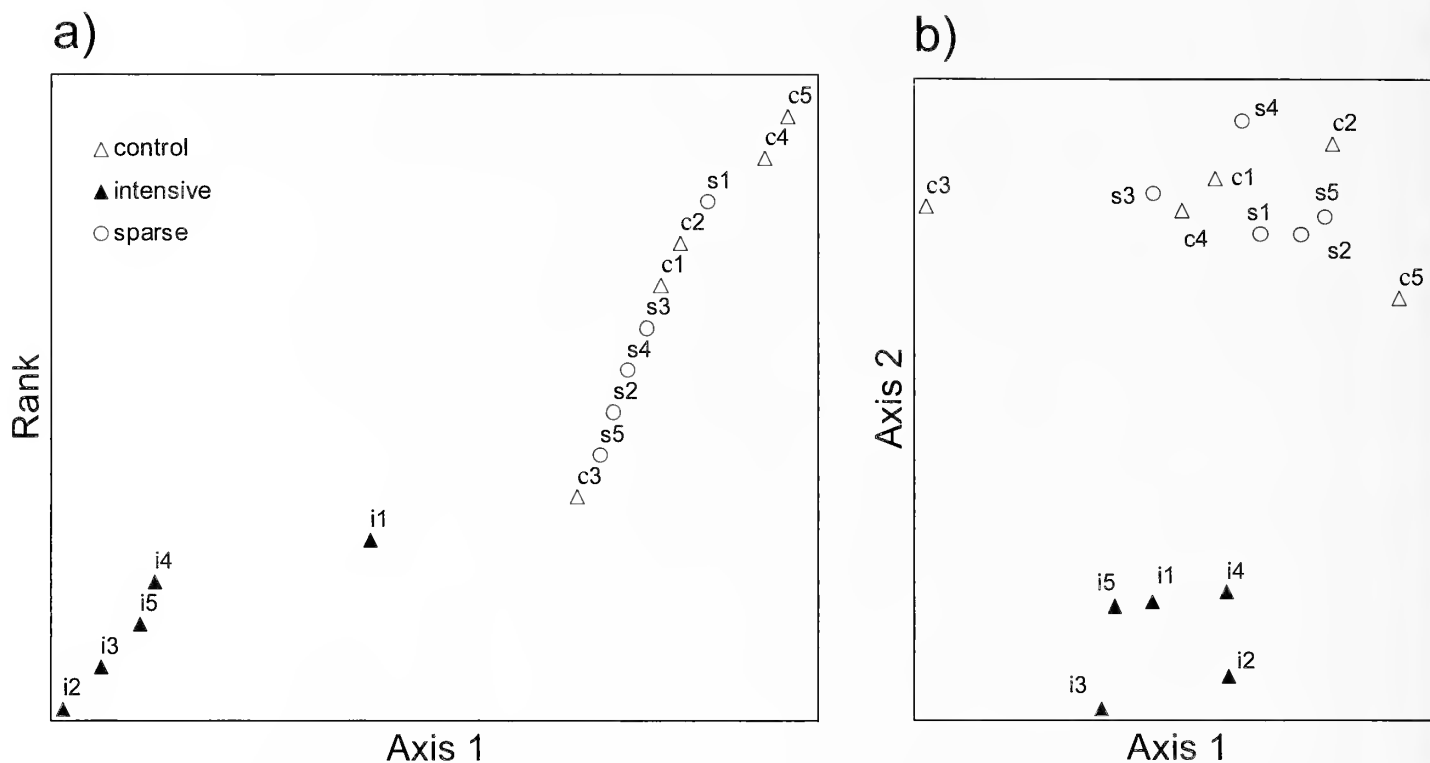 a)
control
intensive
sparse
c5
c4
s1
c2
c1
s3
s4
s2
s5
c3
i1
i4
i5
i3
i2
Rank
Axis 1
b)
s4
c2
c3
s3
c1
s5
s1
c4
s2
c5
i5
i1
i4
i2
i3
Axis 2
Axis 1